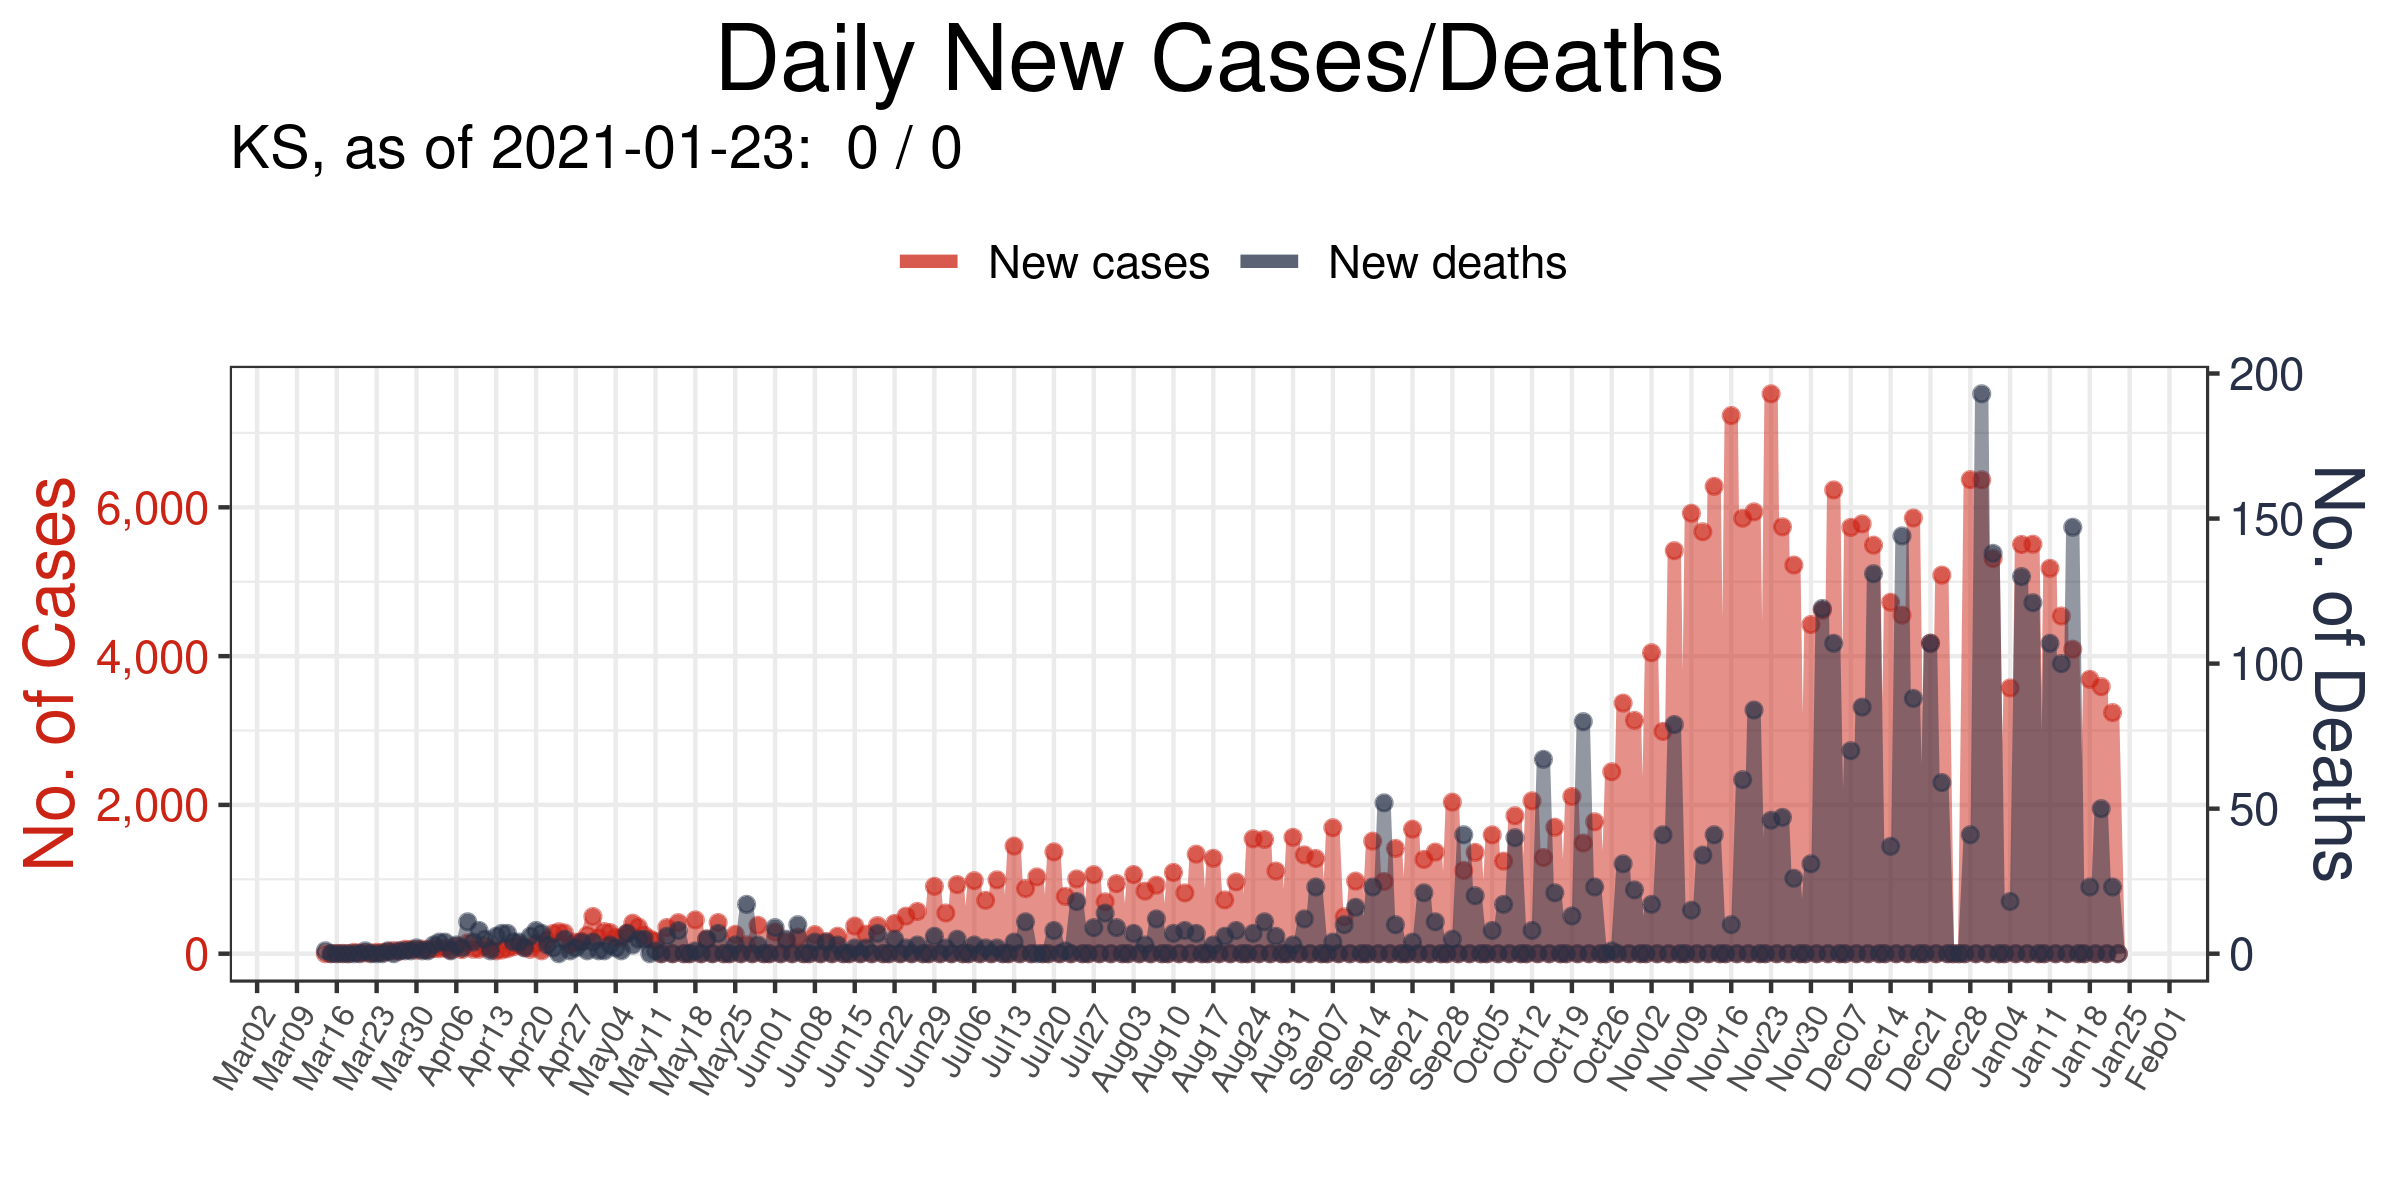 Daily New Cases/Deaths
KS, as of 2021-01-23:  0 / 0
New cases
New deaths
No. of Cases
6,000
4,000
2,000
0
200
150
100
50
0
No. of Deaths
Mar02
Mar09
Mar16
Mar23
Mar30
Apr06
Apr13
Apr20
Apr27
May04
May11
May18
May25
Jun01
Jun08
Jun15
Jun22
Jun29
Jul06
Jul13
Jul20
Jul27
Aug03
Aug10
Aug17
Aug24
Aug31
Sep07
Sep14
Sep21
Sep28
Oct05
Oct12
Oct19
Oct26
Nov02
Nov09
Nov16
Nov23
Nov30
Dec07
Dec14
Dec21
Dec28
Jan04
Jan11
Jan18
Jan25
Feb01